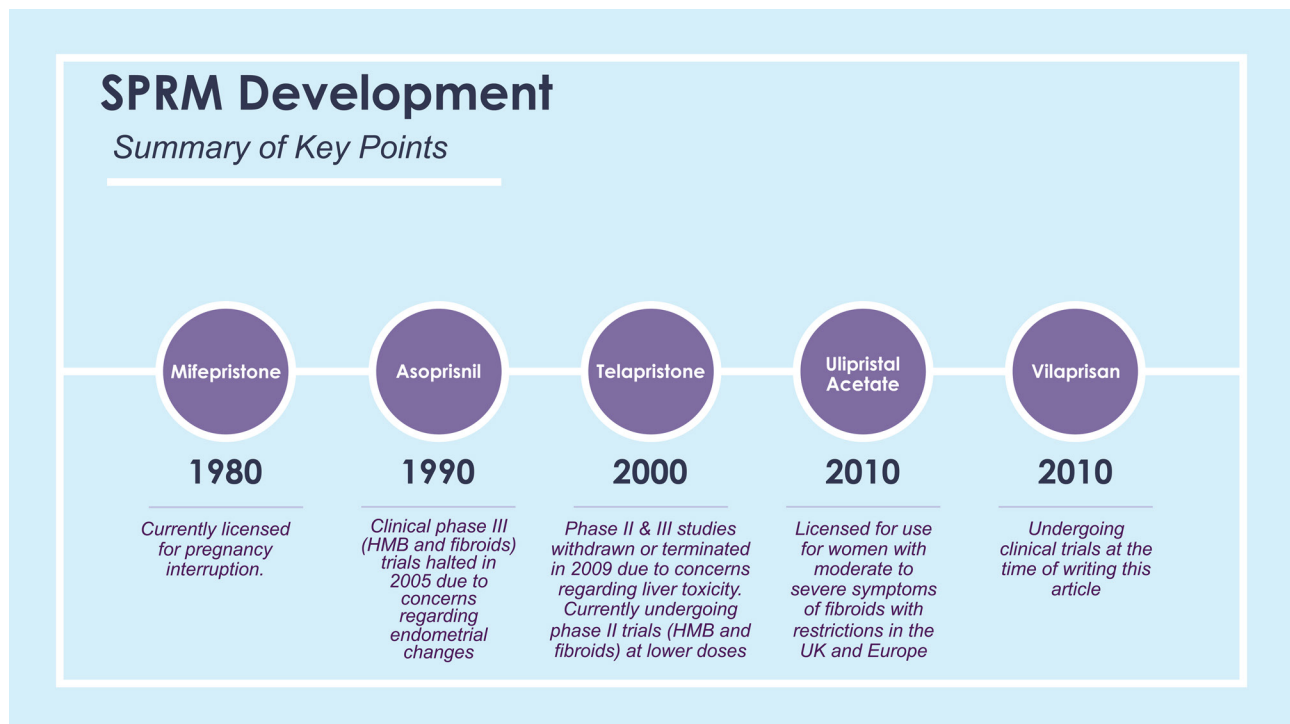 SPRM Development
Summary of Key Points
Mifepristone
1980
Currently licensed
for pregnancy
interruption.
Asoprisnil
1990
Clinical phase III
(HMB and fibroids)
trials halted in
2005 due to
concerns
regarding
endometrial
changes
Telapristone
2000
Phase II & III studies
withdrawn or terminated
in 2009 due to concerns
regarding liver toxicity.
Currently undergoing
phase II trials (HMB and
fibroids) at lower doses
Ulipristal
Acetate
2010
Licensed for use
for women with
moderate to
severe symptoms
of fibroids with
restrictions in the
UK and Europe
Vilaprisan
2010
Undergoing
clinical trials at the
time of writing this
article